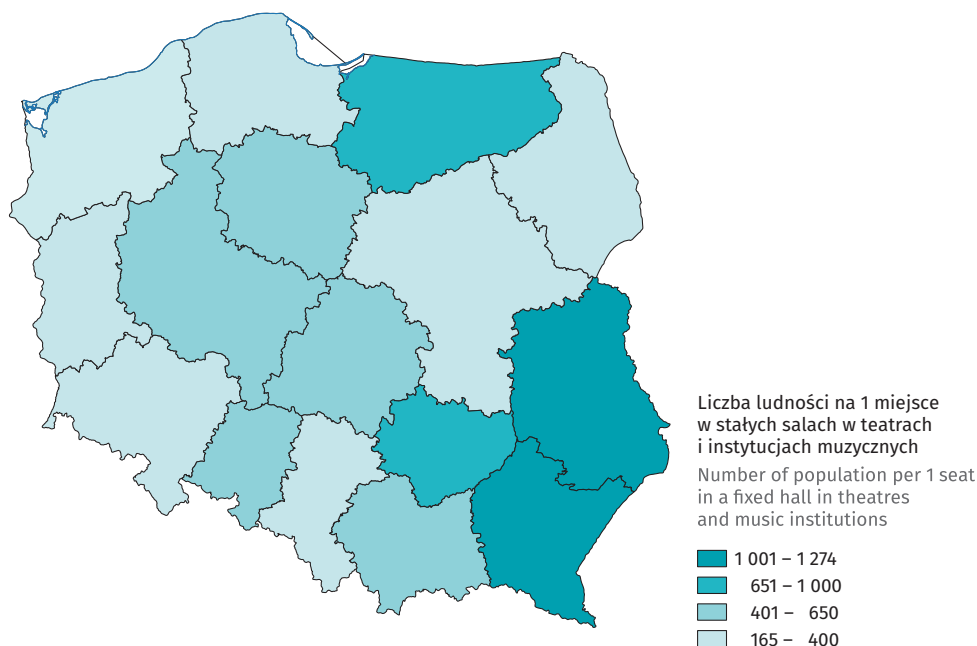 Liczba ludności na 1 miejsce
w stałych salach w teatrach
i instytucjach muzycznych
Number of population per 1 seat
in a fixed hall in theatres
and music institutions
1 001 – 1 274
651 – 1 000
401 – 650
165 – 400